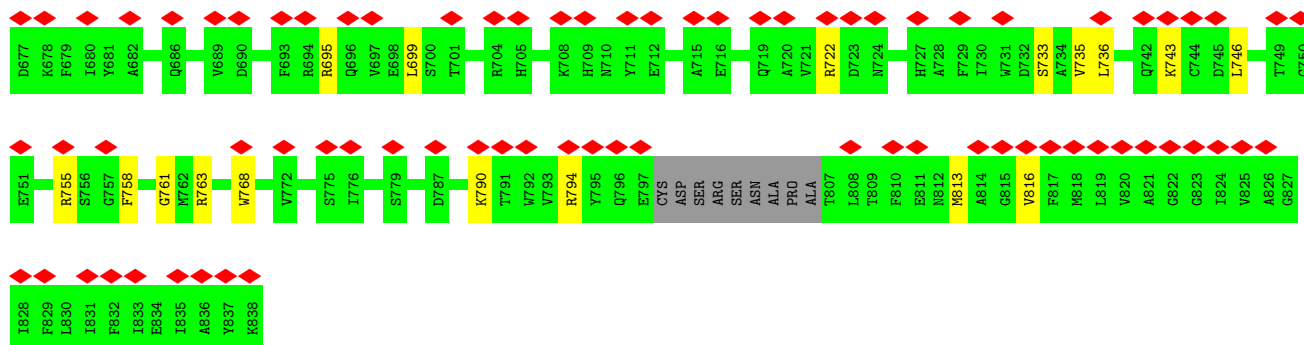 D677 K678 F679 I680 Y681 A682 Q686 V689 D690 F693 R694 R695 Q696 V697 E698 L699 S700 T701 R704 H705 K708 H709 N710 Y711 E712 A715 E716 Q719 A720 V721 R722 D723 N724 H727 A728 F729 I730 W731 D732 S733 A734 V735 L736 Q742 K743 C744 D745 L746 T749 G750
E751 R755 S756 G757 F758 G761 M762 R763 W768 V772 S775 I776 S779 D787 K790 T791 W792 V793 R794 Y795 Q796 E797 CYS ASP SER ARG SER ASN ALA PRO ALA T807 L808 T809 F810 E811 N812 M813 A814 G815 V816 F817 M818 L819 V820 A821 G822 G823 I824 V825 A826 G827
I828 F829 L830 I831 F832 I833 E834 I835 A836 Y837 K838